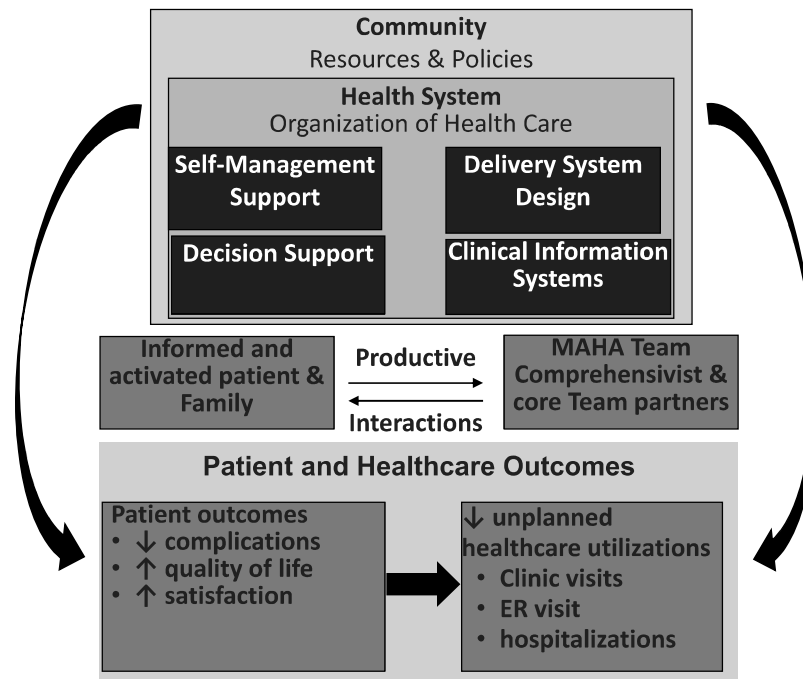 Community
Resources & Policies
Health System
Organization of Health Care
Self-Management
Support
Delivery System
Design
Decision Support
Clinical Information
Systems
Informed and
activated patient &
Family
Productive
Interactions
MAHA Team
Comprehensivist &
core Team partners
Patient and Healthcare Outcomes
Patient outcomes
• ↓ complications
• ↑ quality of life
• ↑ satisfaction
↓ unplanned
healthcare utilizations
• Clinic visits
• ER visit
• hospitalizations